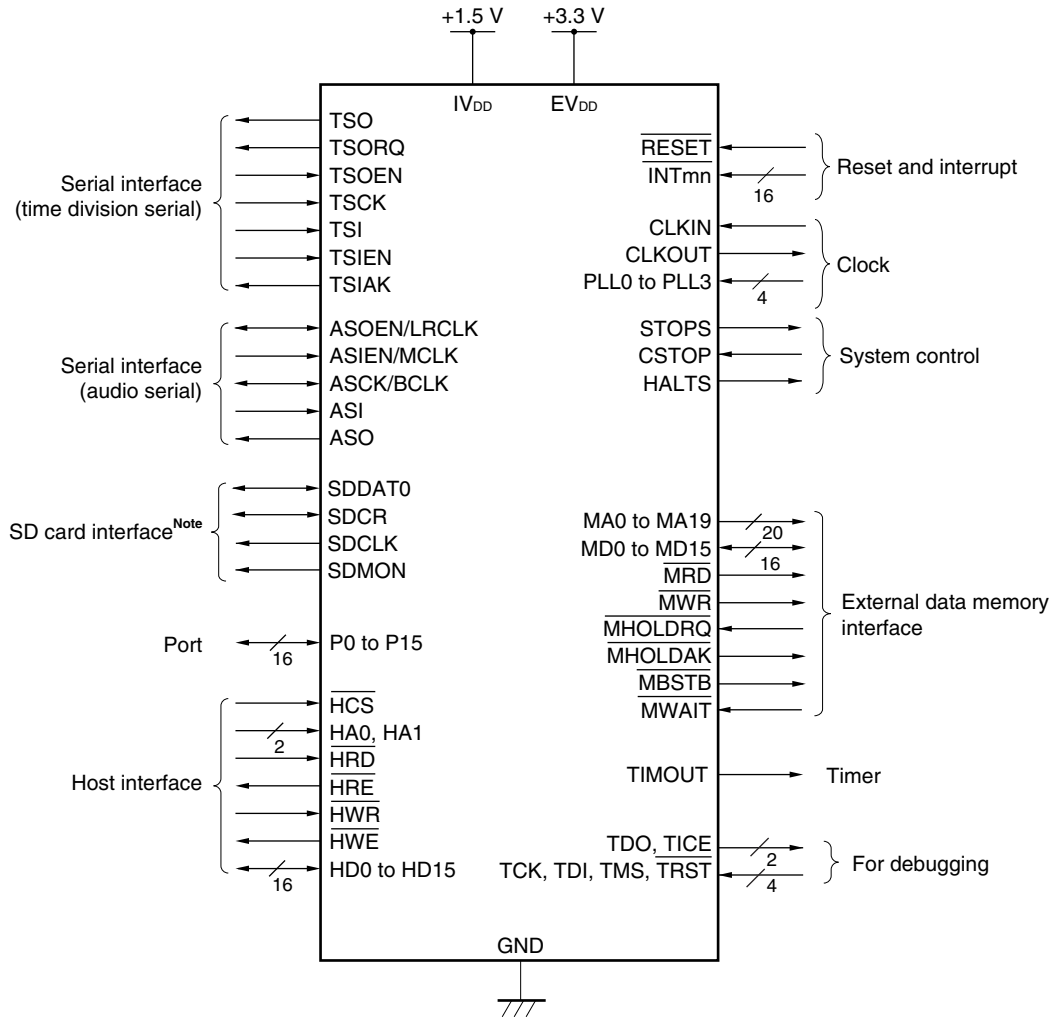 +1.5 V
+3.3 V
IVDD
EVDD
Serial interface
(time division serial)
TSO
TSORQ
TSOEN
TSCK
TSI
TSIEN
TSIAK
Serial interface
(audio serial)
ASOEN/LRCLK
ASIEN/MCLK
ASCK/BCLK
ASI
ASO
SD card interfaceNote
SDDAT0
SDCR
SDCLK
SDMON
Port
16
P0 to P15
Host interface
HCS
2
HA0, HA1
HRD
HRE
HWR
HWE
16
HD0 to HD15
RESET
INTmn
16
Reset and interrupt
CLKIN
CLKOUT
PLL0 to PLL3
4
Clock
STOPS
CSTOP
HALTS
System control
MA0 to MA19
20
MD0 to MD15
16
MRD
MWR
MHOLDRQ
MHOLDAK
MBSTB
MWAIT
External data memory
interface
TIMOUT
Timer
TDO, TICE
2
TCK, TDI, TMS, TRST
4
For debugging
GND